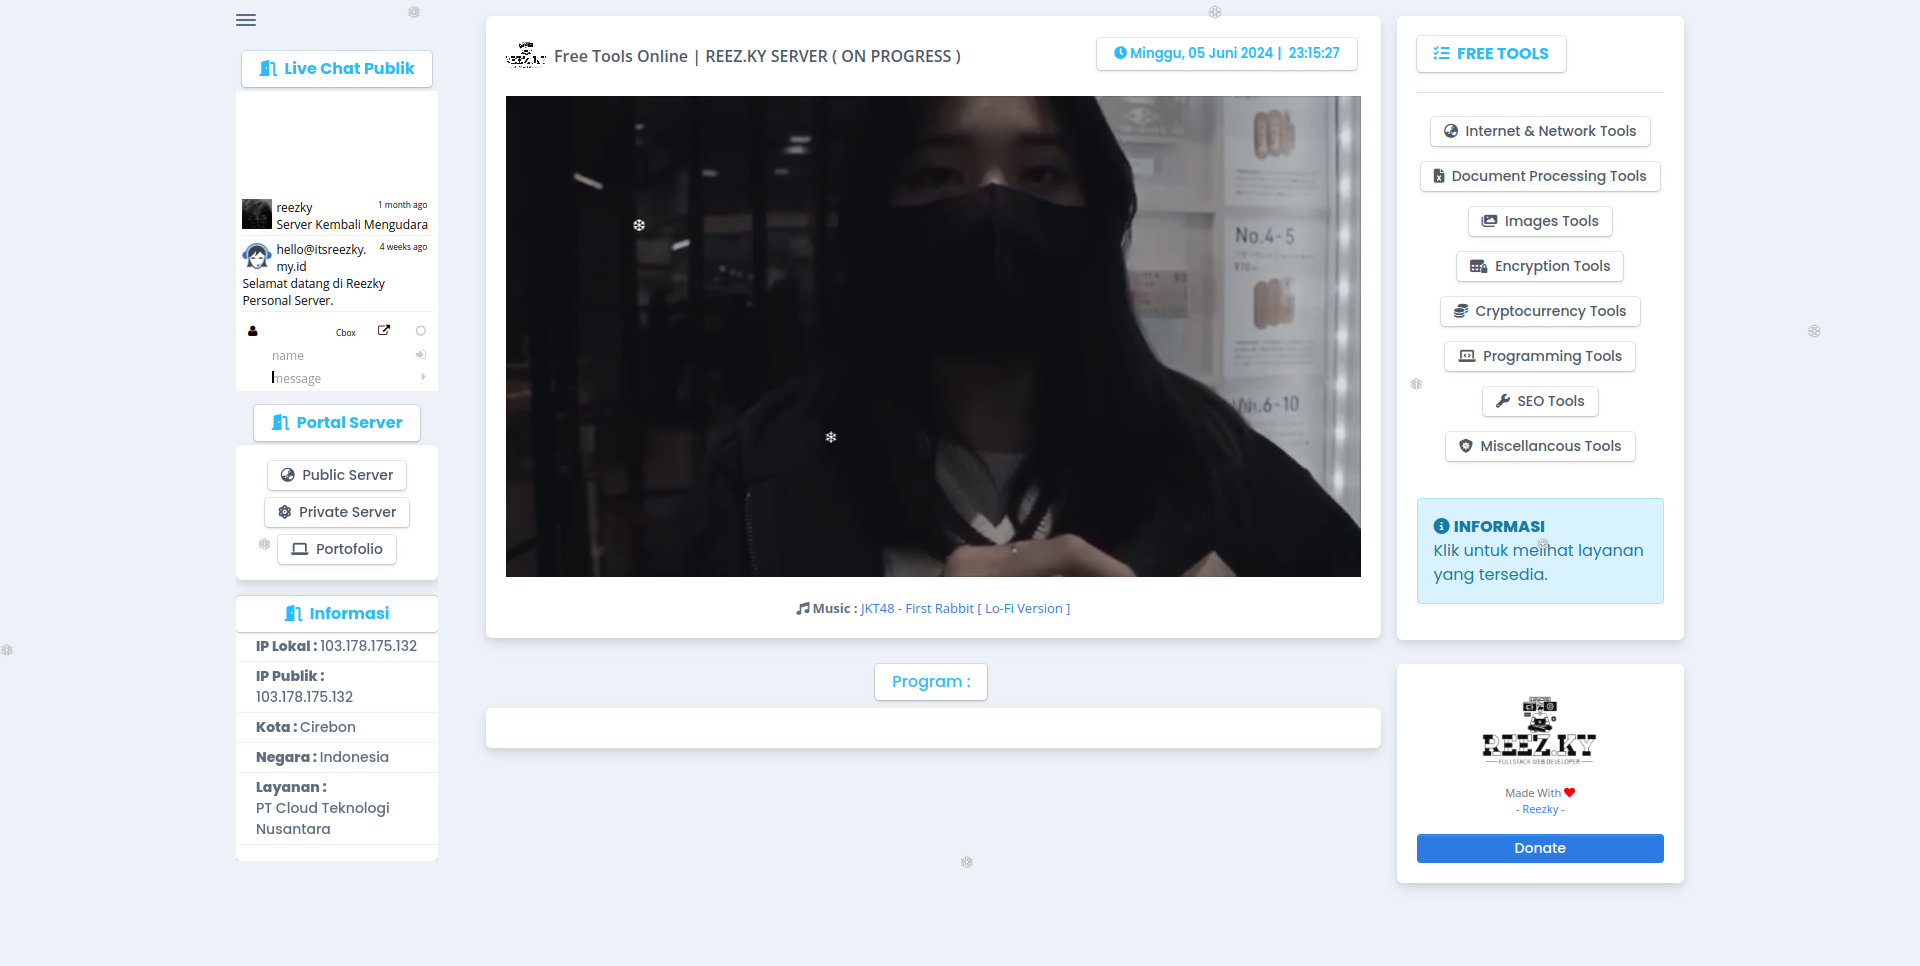 Live Chat Publik
reezky
1 month ago
Server Kembali Mengudara
hello@itsreezky.
my.id
4 weeks ago
Selamat datang di Reezky
Personal Server.
Cbox
name
message
Portal Server
Public Server
Private Server
Portofolio
Informasi
IP Lokal : 103.178.175.132
IP Publik :
103.178.175.132
Kota : Cirebon
Negara : Indonesia
Layanan :
PT Cloud Teknologi
Nusantara
REEZ.KY
Free Tools Online | REEZ.KY SERVER ( ON PROGRESS )
Minggu, 05 Juni 2024 | 23:15:27
No.4-5
970
90
6-10
Music : JKT48 - First Rabbit [ Lo-Fi Version ]
Program :
FREE TOOLS
Internet & Network Tools
Document Processing Tools
Images Tools
Encryption Tools
Cryptocurrency Tools
Programming Tools
SEO Tools
Miscellancous Tools
INFORMASI
Klik untuk melihat layanan
yang tersedia.
REEZ.KY
FULLSTACK WEB DEVELOPER
Made With
- Reezky -
Donate